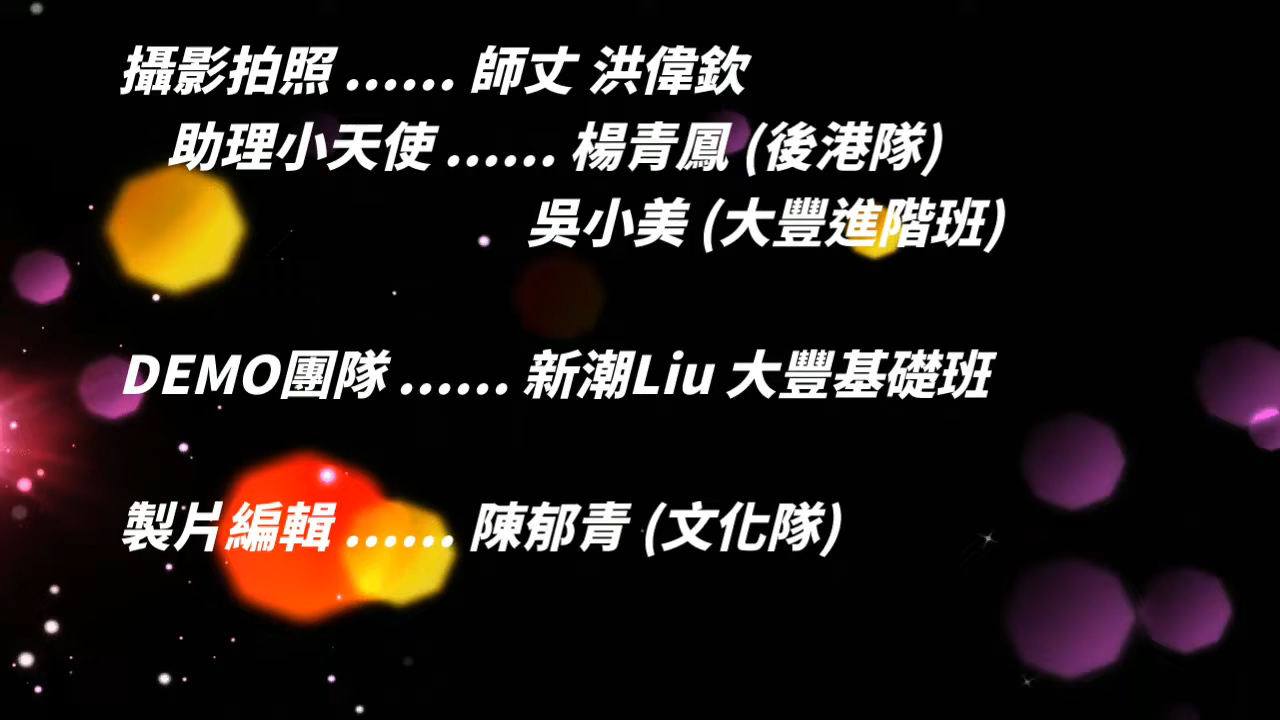 攝影拍照 ...... 師丈 洪偉欽
助理小天使 ...... 楊青鳳 (後港隊)
吳小美 (大豐進階班)
DEMO團隊 ...... 新潮Liu 大豐基礎班
製片編輯 ...... 陳郁青 (文化隊)